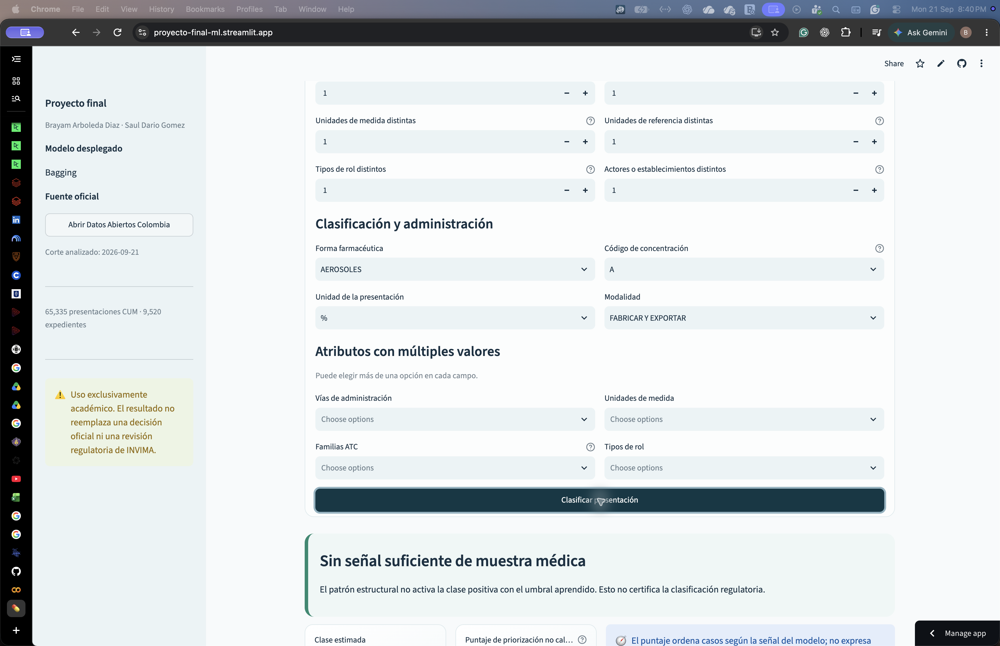 Chrome File Edit View History Bookmarks Profiles Tab Window Help Mon 21 Sep 8:40 PM
proyecto-final-ml.streamlit.app Ask Gemini B
Share
Proyecto final
Brayam Arboleda Diaz · Saul Dario Gomez
Modelo desplegado
Bagging
Fuente oficial
Abrir Datos Abiertos Colombia
Corte analizado: 2026-09-21
65,335 presentaciones CUM · 9,520
expedientes
Uso exclusivamente
académico. El resultado no
reemplaza una decisión
oficial ni una revisión
regulatoria de INVIMA.
1 1
Unidades de medida distintas Unidades de referencia distintas
1 1
Tipos de rol distintos Actores o establecimientos distintos
1 1
Clasificación y administración
Forma farmacéutica Código de concentración
AEROSOLES A
Unidad de la presentación Modalidad
% FABRICAR Y EXPORTAR
Atributos con múltiples valores
Puede elegir más de una opción en cada campo.
Vías de administración Unidades de medida
Choose options Choose options
Familias ATC Tipos de rol
Choose options Choose options
Clasificar presentación
Sin señal suficiente de muestra médica
El patrón estructural no activa la clase positiva con el umbral aprendido. Esto no certifica la clasificación regulatoria.
Clase estimada Puntaje de priorización no cal... El puntaje ordena casos según la señal del modelo; no expresa
Manage app